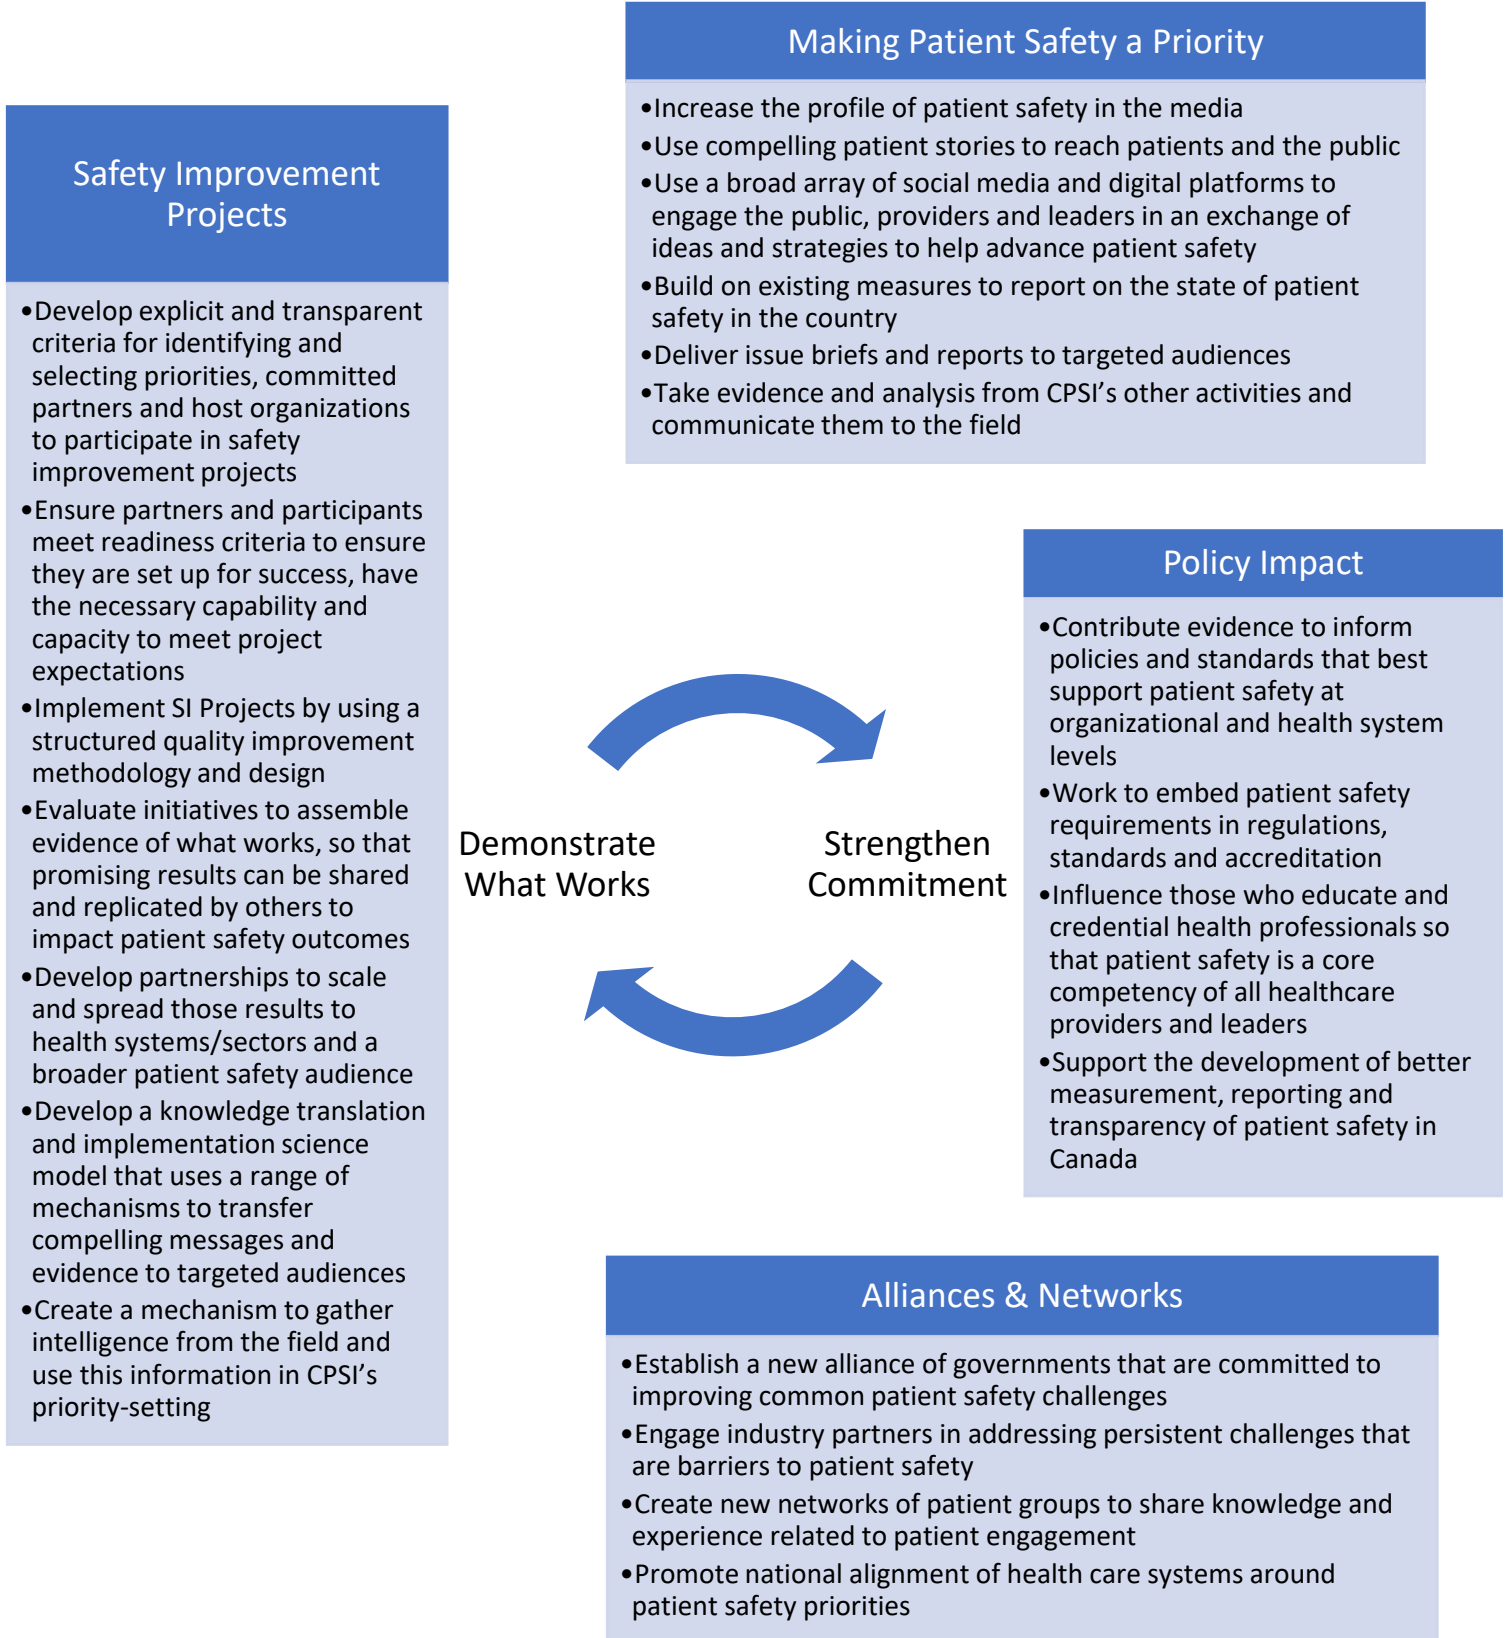 Making Patient Safety a Priority
•Increase the profile of patient safety in the media
•Use compelling patient stories to reach patients and the public
•Use a broad array of social media and digital platforms to
engage the public, providers and leaders in an exchange of
ideas and strategies to help advance patient safety
•Build on existing measures to report on the state of patient
safety in the country
•Deliver issue briefs and reports to targeted audiences
•Take evidence and analysis from CPSI’s other activities and
communicate them to the field
Safety Improvement
Projects
•Develop explicit and transparent
criteria for identifying and
selecting priorities, committed
partners and host organizations
to participate in safety
improvement projects
•Ensure partners and participants
meet readiness criteria to ensure
they are set up for success, have
the necessary capability and
capacity to meet project
expectations
•Implement SI Projects by using a
structured quality improvement
methodology and design
•Evaluate initiatives to assemble
evidence of what works, so that
promising results can be shared
and replicated by others to
impact patient safety outcomes
•Develop partnerships to scale
and spread those results to
health systems/sectors and a
broader patient safety audience
•Develop a knowledge translation
and implementation science
model that uses a range of
mechanisms to transfer
compelling messages and
evidence to targeted audiences
•Create a mechanism to gather
intelligence from the field and
use this information in CPSI’s
priority-setting
Demonstrate
What Works
Strengthen
Commitment
Policy Impact
•Contribute evidence to inform
policies and standards that best
support patient safety at
organizational and health system
levels
•Work to embed patient safety
requirements in regulations,
standards and accreditation
•Influence those who educate and
credential health professionals so
that patient safety is a core
competency of all healthcare
providers and leaders
•Support the development of better
measurement, reporting and
transparency of patient safety in
Canada
Alliances & Networks
•Establish a new alliance of governments that are committed to
improving common patient safety challenges
•Engage industry partners in addressing persistent challenges that
are barriers to patient safety
•Create new networks of patient groups to share knowledge and
experience related to patient engagement
•Promote national alignment of health care systems around
patient safety priorities